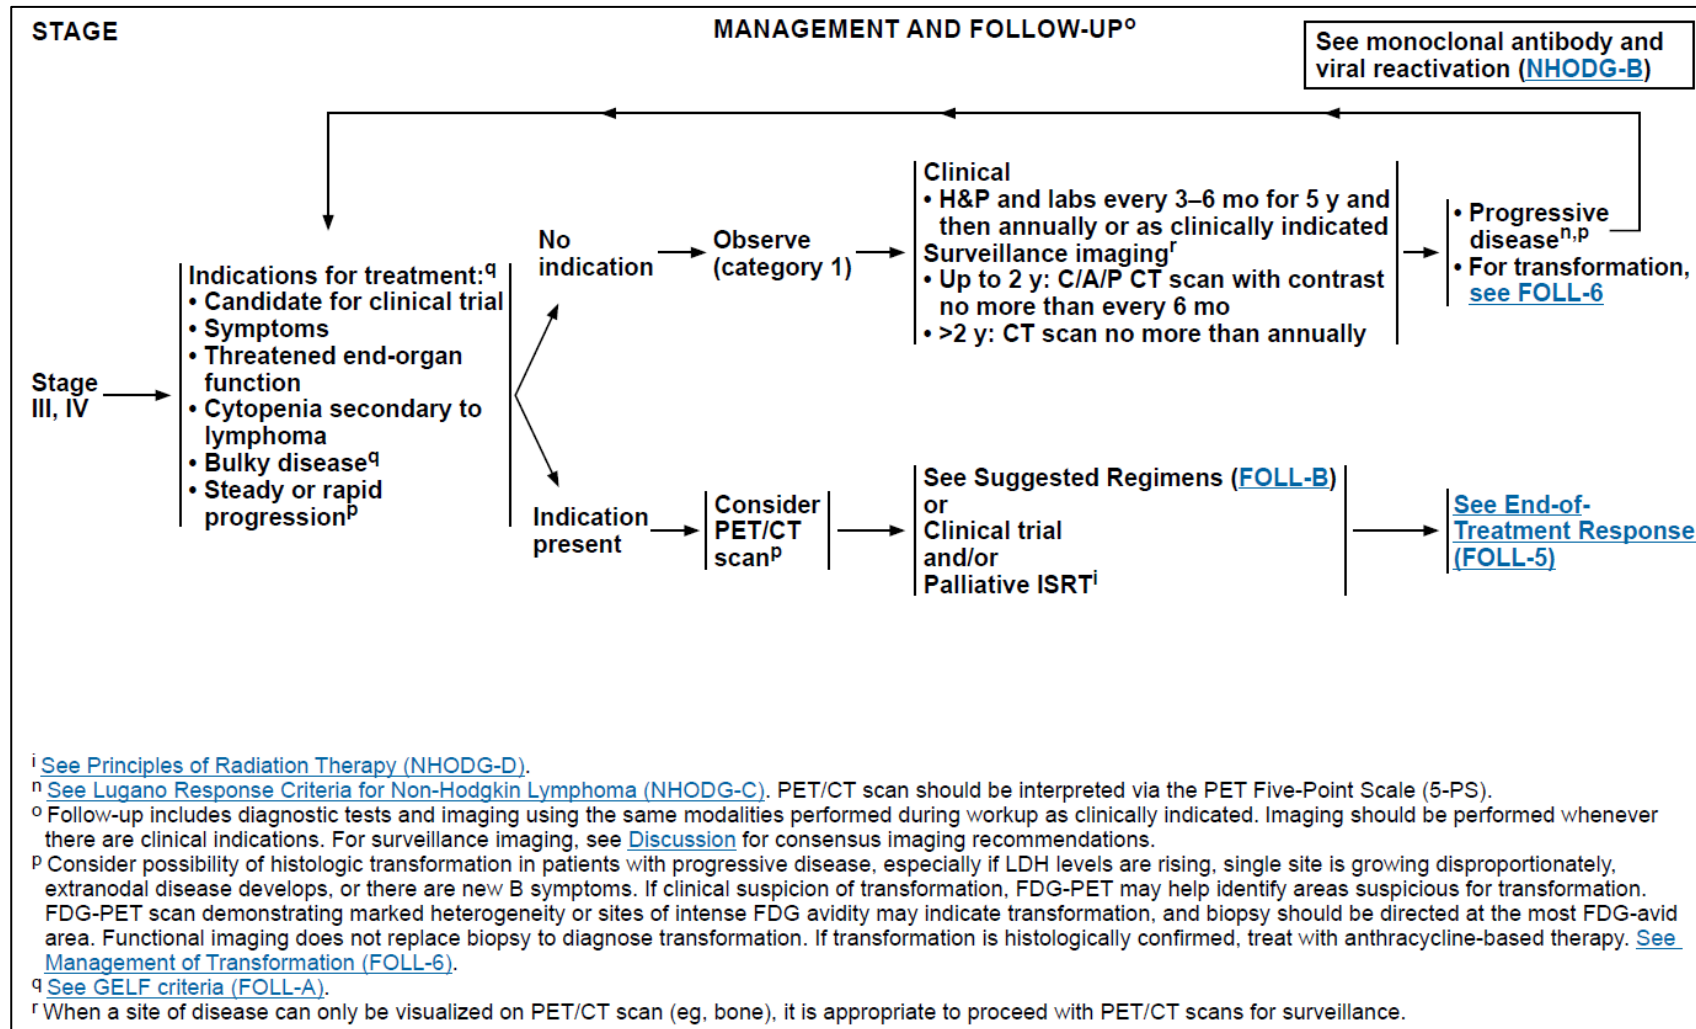 STAGE
MANAGEMENT AND FOLLOW-UPo
See monoclonal antibody and
viral reactivation (NHODG-B)
Stage
III, IV
Indications for treatment:q
• Candidate for clinical trial
• Symptoms
• Threatened end-organ
function
• Cytopenia secondary to
lymphoma
• Bulky diseaseq
• Steady or rapid
progressionp
No
indication
Observe
(category 1)
Clinical
• H&P and labs every 3–6 mo for 5 y and
then annually or as clinically indicated
Surveillance imagingr
• Up to 2 y: C/A/P CT scan with contrast
no more than every 6 mo
• >2 y: CT scan no more than annually
• Progressive
diseasen,p
• For transformation,
see FOLL-6
Indication
present
Consider
PET/CT
scanp
See Suggested Regimens (FOLL-B)
or
Clinical trial
and/or
Palliative ISRTi
See End-of-
Treatment Response
(FOLL-5)
i See Principles of Radiation Therapy (NHODG-D).
n See Lugano Response Criteria for Non-Hodgkin Lymphoma (NHODG-C). PET/CT scan should be interpreted via the PET Five-Point Scale (5-PS).
o Follow-up includes diagnostic tests and imaging using the same modalities performed during workup as clinically indicated. Imaging should be performed whenever
there are clinical indications. For surveillance imaging, see Discussion for consensus imaging recommendations.
p Consider possibility of histologic transformation in patients with progressive disease, especially if LDH levels are rising, single site is growing disproportionately,
extranodal disease develops, or there are new B symptoms. If clinical suspicion of transformation, FDG-PET may help identify areas suspicious for transformation.
FDG-PET scan demonstrating marked heterogeneity or sites of intense FDG avidity may indicate transformation, and biopsy should be directed at the most FDG-avid
area. Functional imaging does not replace biopsy to diagnose transformation. If transformation is histologically confirmed, treat with anthracycline-based therapy. See
Management of Transformation (FOLL-6).
q See GELF criteria (FOLL-A).
r When a site of disease can only be visualized on PET/CT scan (eg, bone), it is appropriate to proceed with PET/CT scans for surveillance.